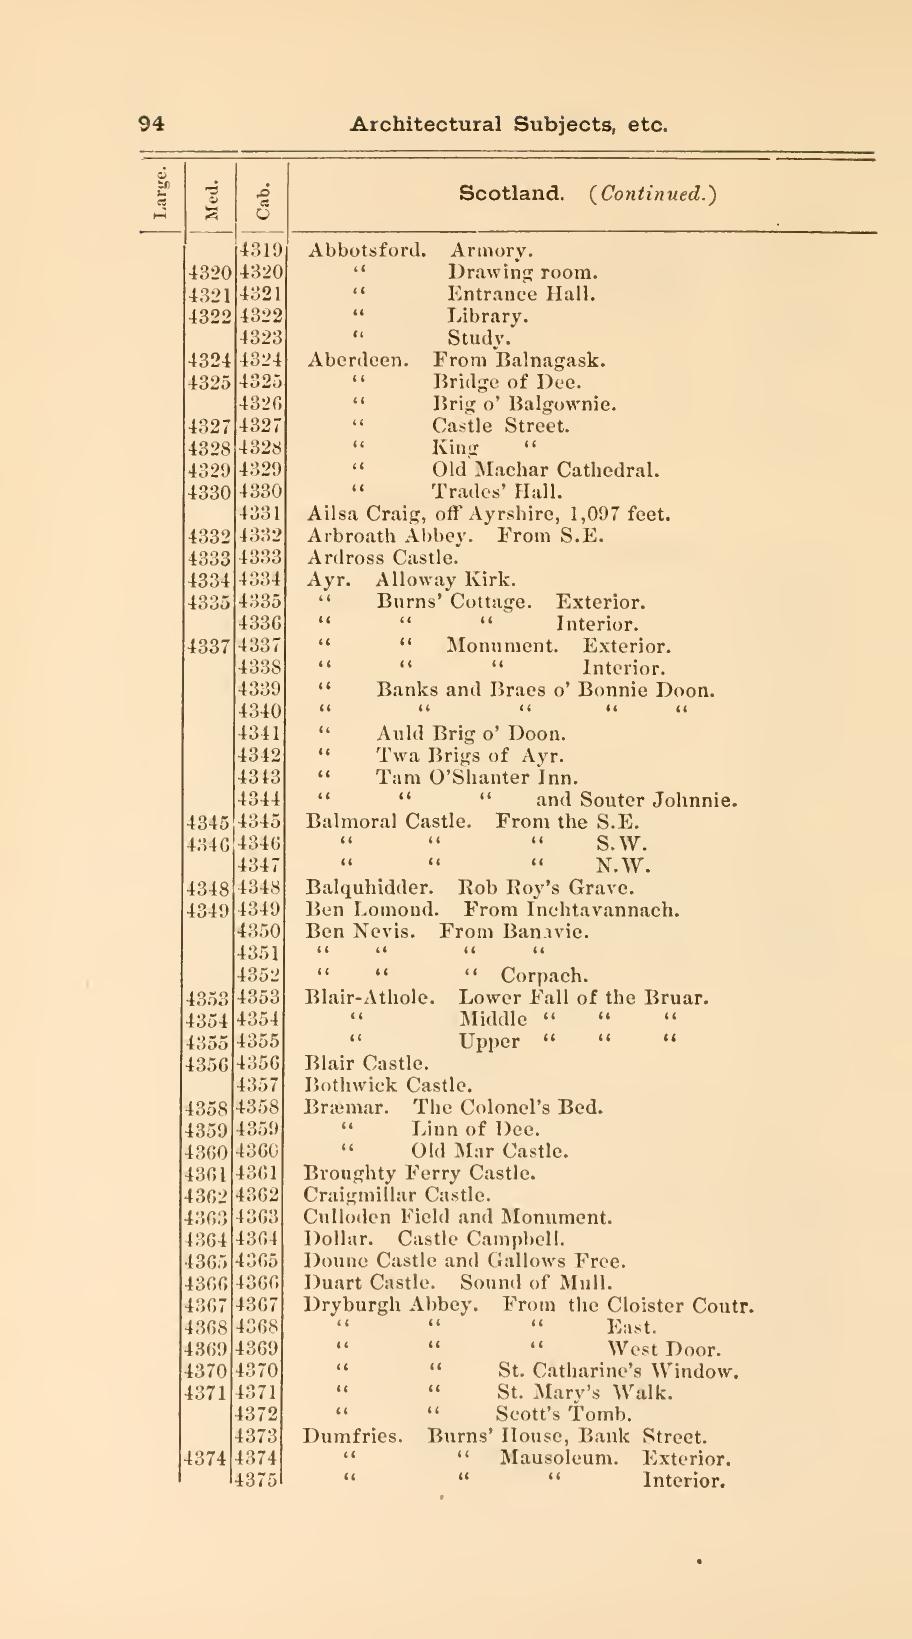 94 Architectural Subjects, etc.
Large. Med. Cab. Scotland. (Continued.)
4319 Abbotsford. Armory.
4320 4320 " Drawing room.
4321 4321 " Entrance Hall.
4322 4322 " Library.
4323 " Study.
4324 4324 Aberdeen. From Balnagask.
4325 4325 " Bridge of Dee.
4326 " Brig o' Balgownie.
4327 4327 " Castle Street.
4328 4328 " King "
4329 4329 " Old Machar Cathedral.
4330 4330 " Trades' Hall.
4331 Ailsa Craig, off Ayrshire, 1,097 feet.
4332 4332 Arbroath Abbey. From S.E.
4333 4333 Ardross Castle.
4334 4334 Ayr. Alloway Kirk.
4335 4335 " Burns' Cottage. Exterior.
4336 " " " Interior.
4337 4337 " " Monument. Exterior.
4338 " " " Interior.
4339 " Banks and Braes o' Bonnie Doon.
4340 " " " " "
4341 " Auld Brig o' Doon.
4342 " Twa Brigs of Ayr.
4343 " Tam O'Shanter Inn.
4344 " " " and Souter Johnnie.
4345 4345 Balmoral Castle. From the S.E.
4346 4346 " " " S.W.
4347 " " " N.W.
4348 4348 Balquhidder. Rob Roy's Grave.
4349 4349 Ben Lomond. From Inchtavannach.
4350 Ben Nevis. From Banavie.
4351 " " " "
4352 " " " Corpach.
4353 4353 Blair-Athole. Lower Fall of the Bruar.
4354 4354 " Middle " " "
4355 4355 " Upper " " "
4356 4356 Blair Castle.
4357 Bothwick Castle.
4358 4358 Bræmar. The Colonel's Bed.
4359 4359 " Linn of Dee.
4360 4360 " Old Mar Castle.
4361 4361 Broughty Ferry Castle.
4362 4362 Craigmillar Castle.
4363 4363 Culloden Field and Monument.
4364 4364 Dollar. Castle Campbell.
4365 4365 Doune Castle and Gallows Free.
4366 4366 Duart Castle. Sound of Mull.
4367 4367 Dryburgh Abbey. From the Cloister Contr.
4368 4368 " " " East.
4369 4369 " " " West Door.
4370 4370 " " St. Catharine's Window.
4371 4371 " " St. Mary's Walk.
4372 " " Scott's Tomb.
4373 Dumfries. Burns' House, Bank Street.
4374 4374 " " Mausoleum. Exterior.
4375 " " " Interior.